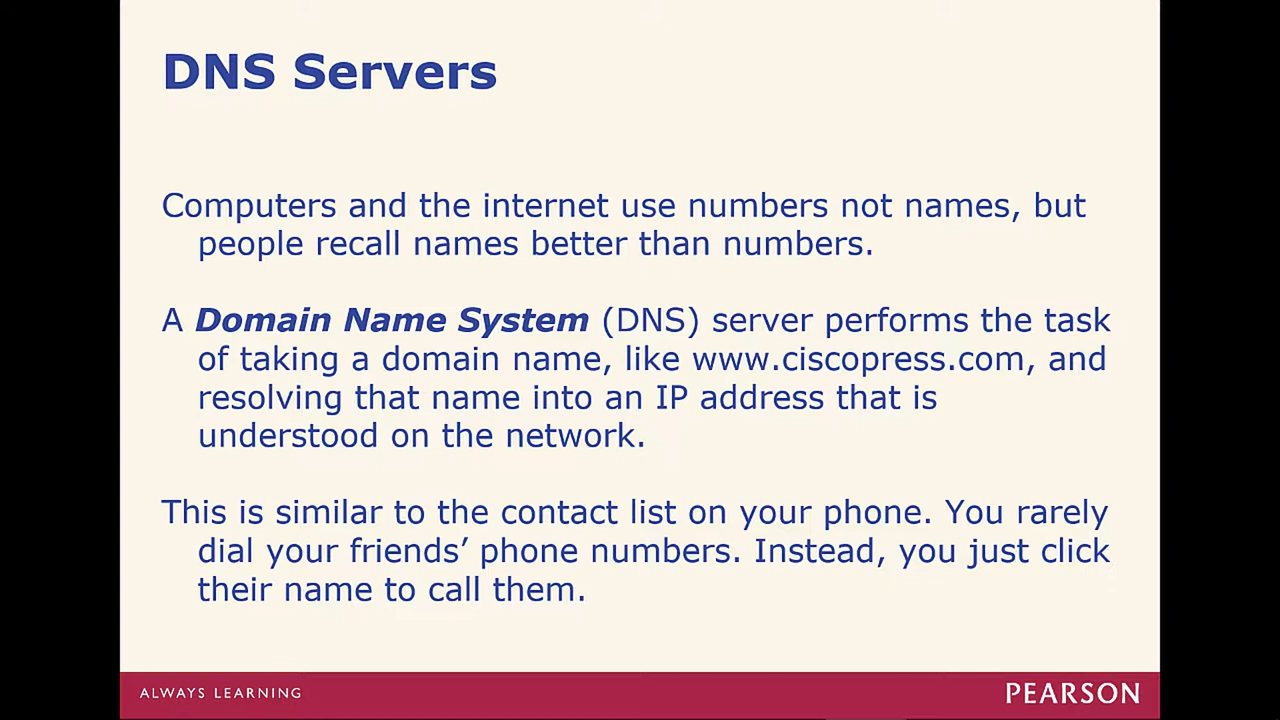 DNS Servers
Computers and the internet use numbers not names, but
people recall names better than numbers.
A Domain Name System (DNS) server performs the task
of taking a domain name, like www.ciscopress.com, and
resolving that name into an IP address that is
understood on the network.
This is similar to the contact list on your phone. You rarely
dial your friends’ phone numbers. Instead, you just click
their name to call them.
ALWAYS LEARNING
PEARSON